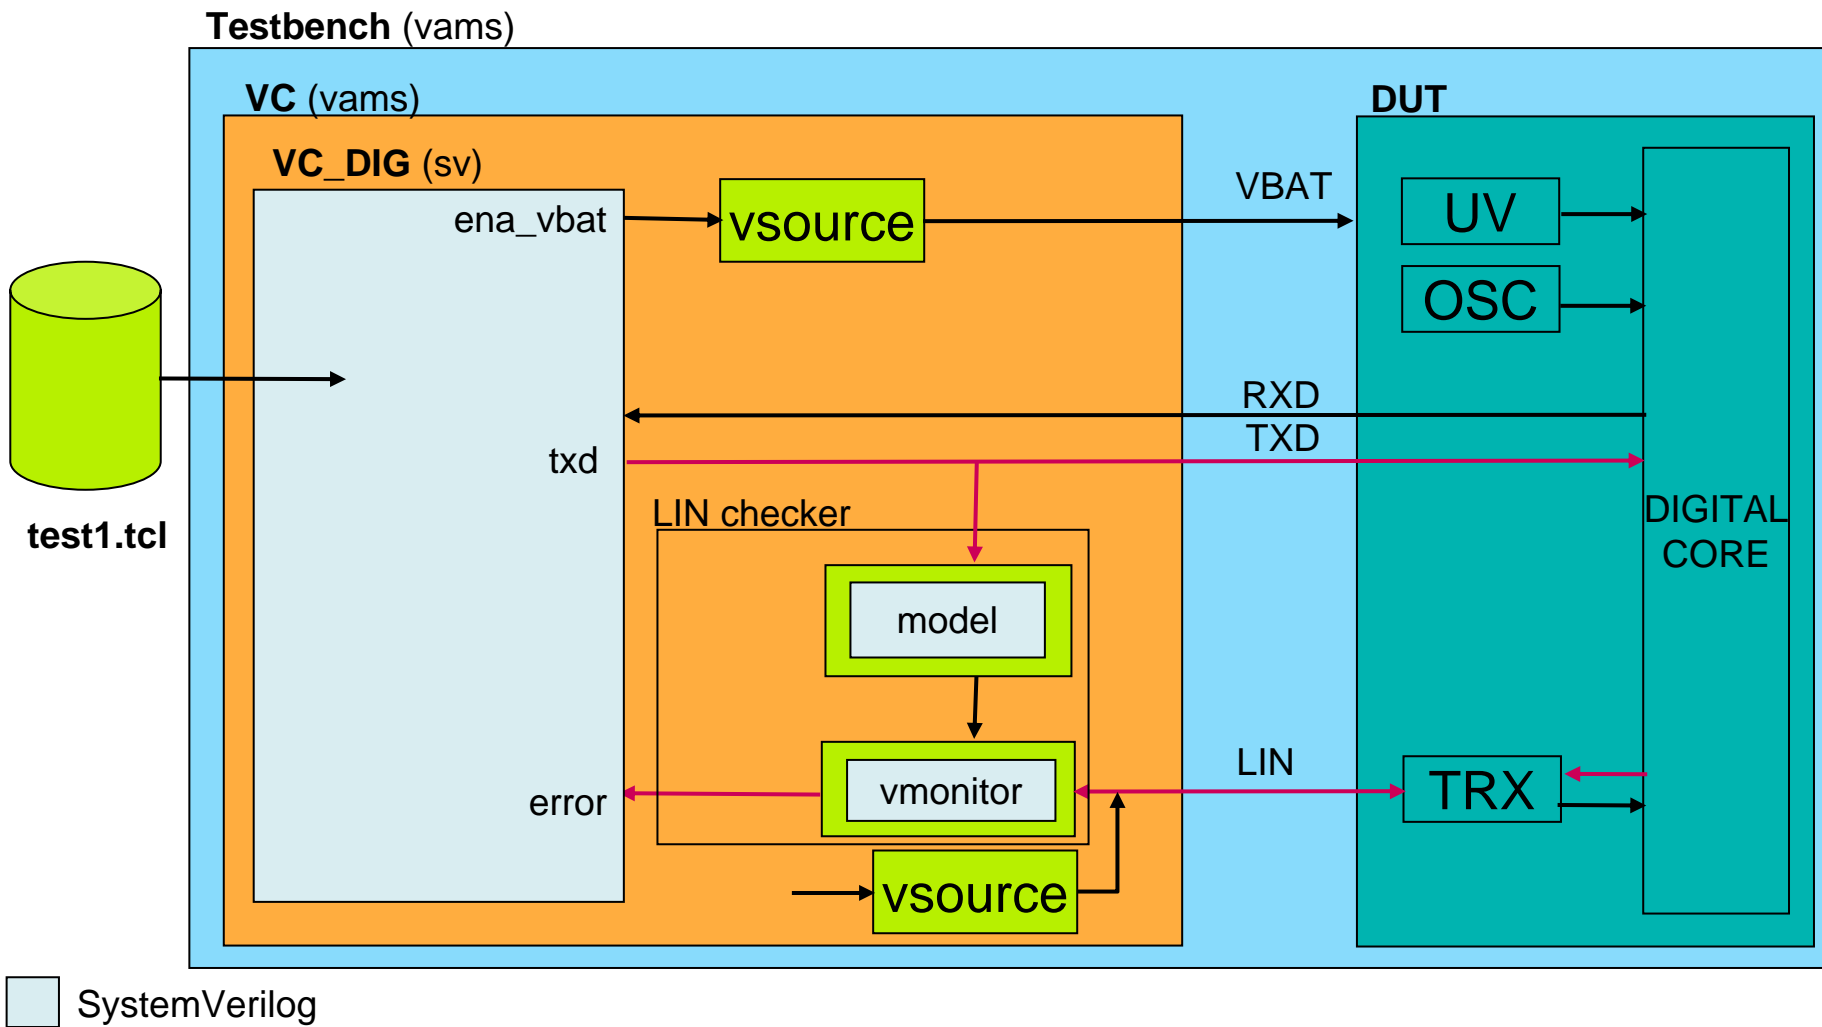 Testbench (vams)
VC (vams)
DUT
VC_DIG (sv)
ena_vbat
vsource
VBAT
UV
OSC
RXD
TXD
txd
LIN checker
test1.tcl
DIGITAL
CORE
model
LIN
TRX
vmonitor
error
vsource
SystemVerilog